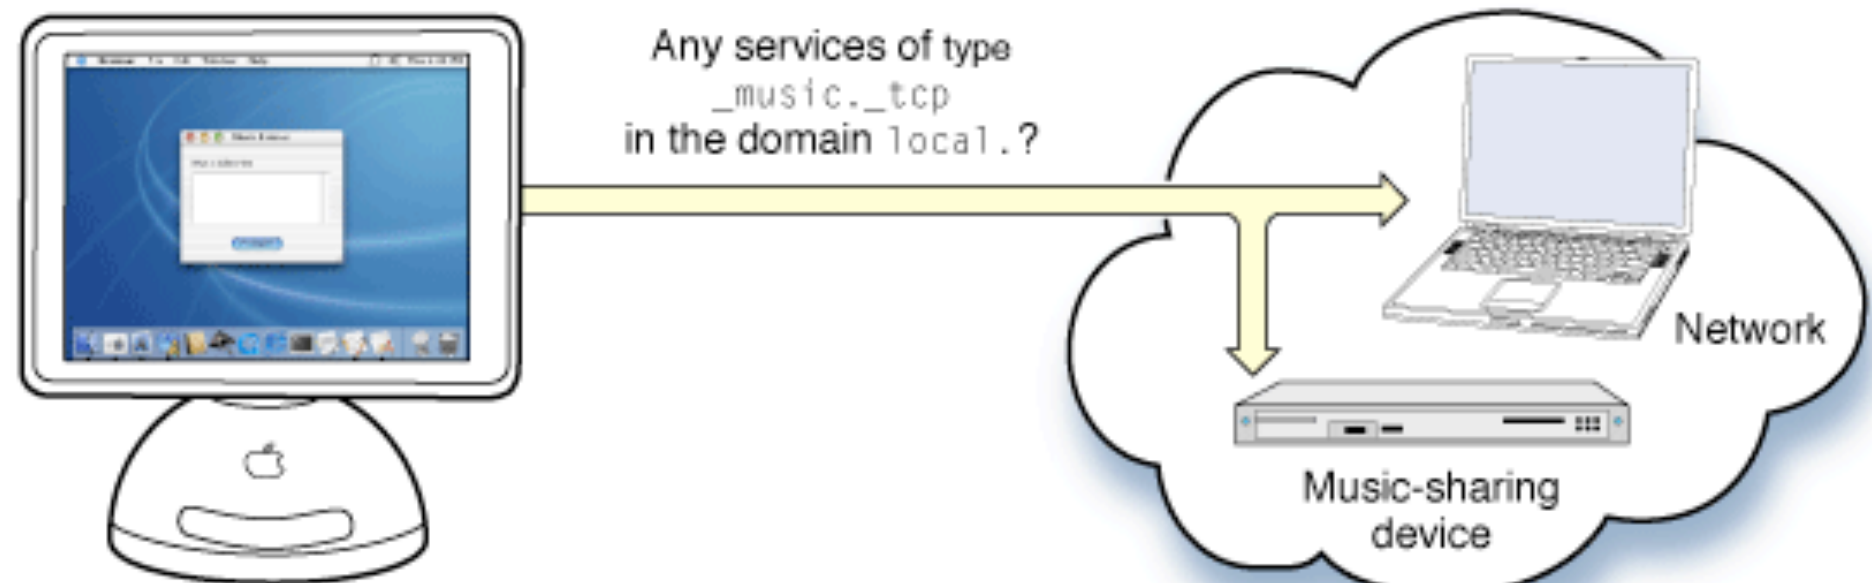 Any services of type
_music._tcp
in the domain local.?
Network
Music-sharing
device